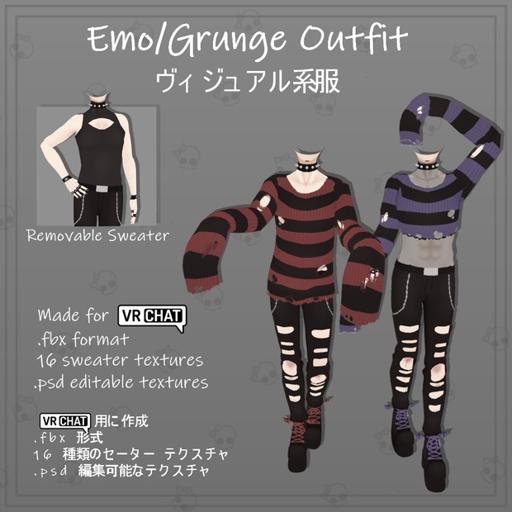 Emo/Grunge Outfit
ヴィジュアル系服
Removable Sweater
Made for VRCHAT
.fbx format
16 sweater textures
.psd editable textures
VRCHAT 用に作成
.fbx 形式
16 種類のセーター テクスチャ
.psd 編集可能なテクスチャ